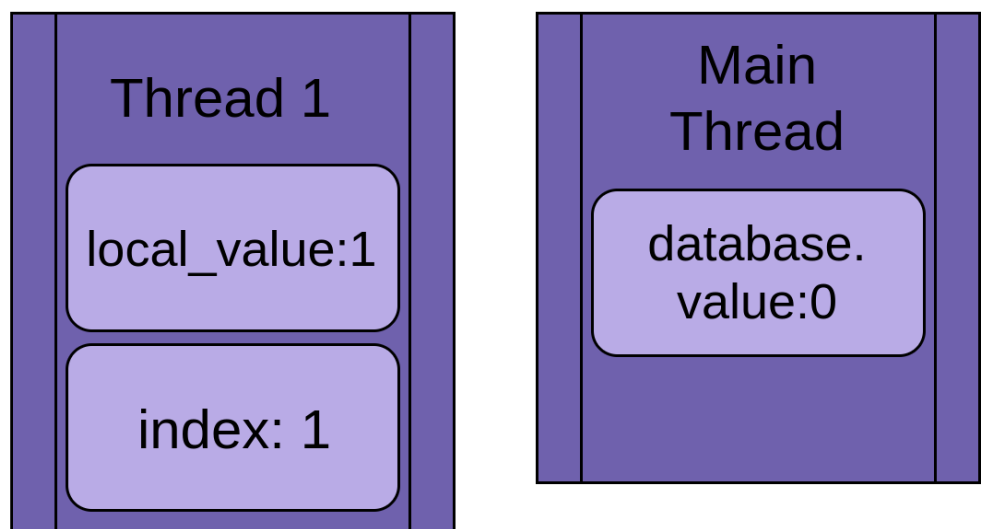 Thread 1
local_value:1
index: 1
Main
Thread
database.
value:0